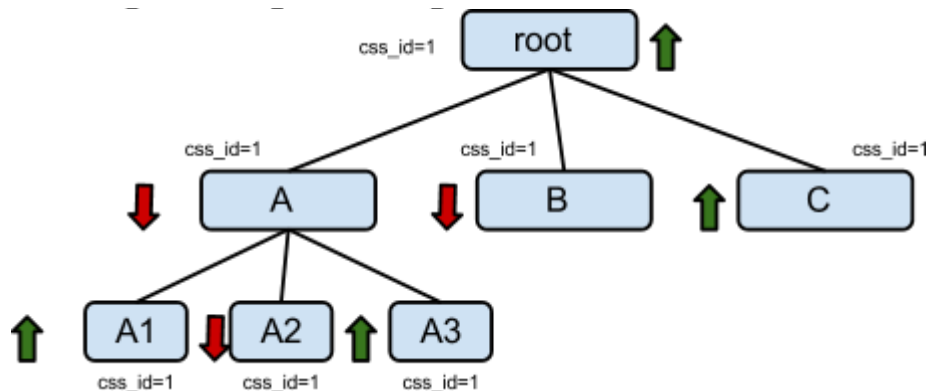 root
css_id=1
css_id=1
css_id=1
css_id=1
A
B
C
A1
A2
A3
css_id=1
css_id=1
css_id=1